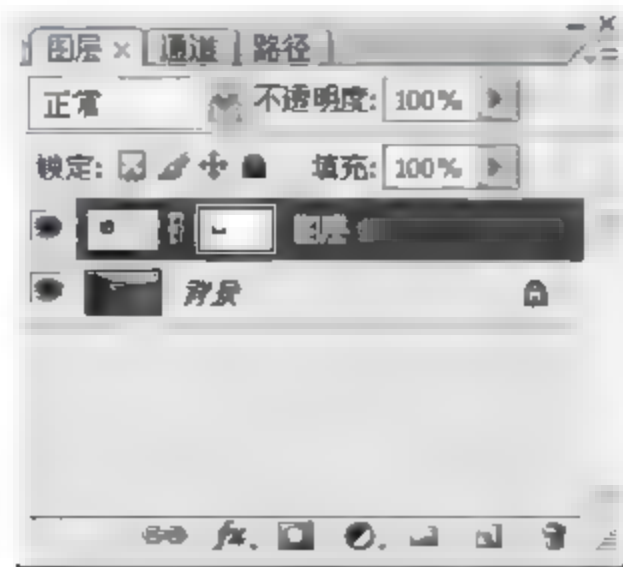 图层 × 通道 路径
正常 不透明度: 100%
锁定: 填充: 100%
图层
背景